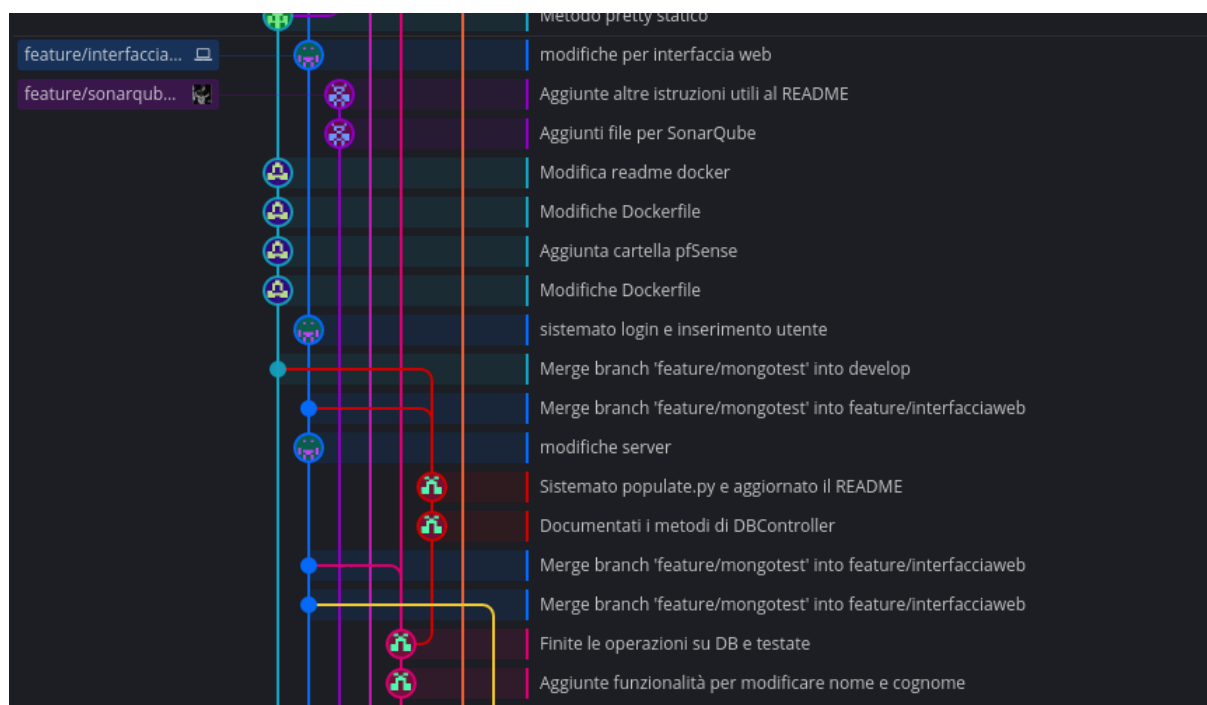 Metodo pretty statico
feature/interfaccia... modifiche per interfaccia web
feature/sonarqub... Aggiunte altre istruzioni utili al README
Aggiunti file per SonarQube
Modifica readme docker
Modifiche Dockerfile
Aggiunta cartella pfSense
Modifiche Dockerfile
sistemato login e inserimento utente
Merge branch 'feature/mongotest' into develop
Merge branch 'feature/mongotest' into feature/interfacciaweb
modifiche server
Sistemato populate.py e aggiornato il README
Documentati i metodi di DBController
Merge branch 'feature/mongotest' into feature/interfacciaweb
Merge branch 'feature/mongotest' into feature/interfacciaweb
Finite le operazioni su DB e testate
Aggiunte funzionalità per modificare nome e cognome